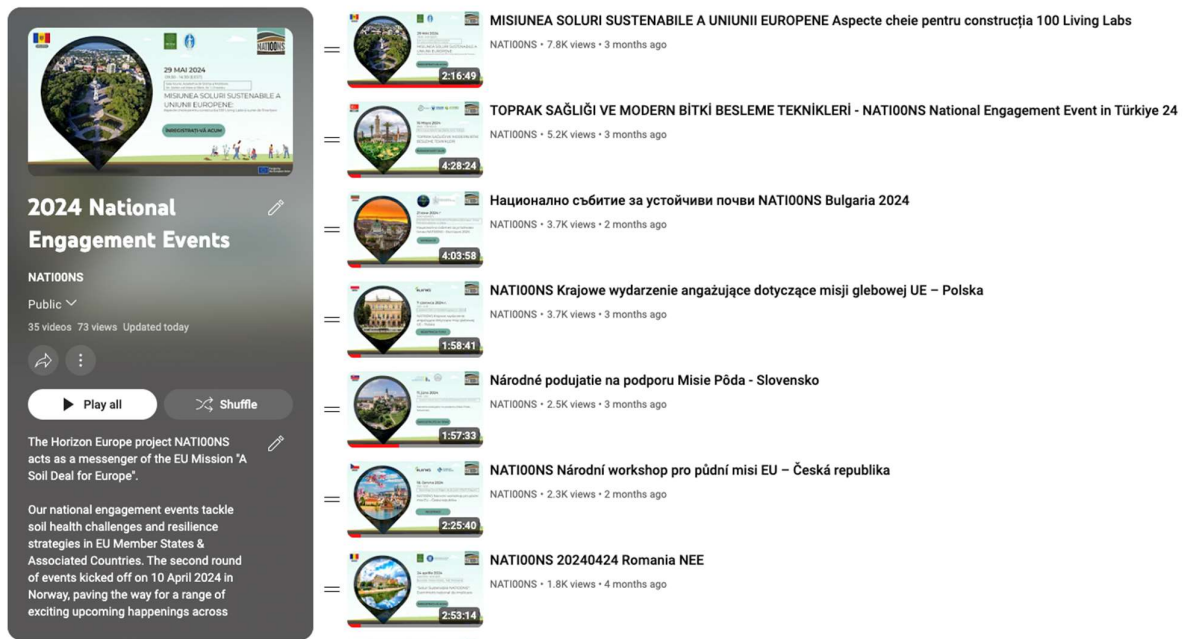 29 MAI 2024
MISIUNEA SOLURI SUSTENABILE A
UNIUNII EUROPENE:
ÎNREGISTRAȚI-VĂ ACUM
NATI00NS
2024 National
Engagement Events
NATI00NS
Public
35 videos 73 views Updated today
Play all
Shuffle
The Horizon Europe project NATI00NS
acts as a messenger of the EU Mission "A
Soil Deal for Europe".
Our national engagement events tackle
soil health challenges and resilience
strategies in EU Member States &
Associated Countries. The second round
of events kicked off on 10 April 2024 in
Norway, paving the way for a range of
exciting upcoming happenings across
2:16:49
MISIUNEA SOLURI SUSTENABILE A UNIUNII EUROPENE Aspecte cheie pentru construcția 100 Living Labs
NATI00NS • 7.8K views • 3 months ago
4:28:24
TOPRAK SAĞLIĞI VE MODERN BİTKİ BESLEME TEKNİKLERİ - NATI00NS National Engagement Event in Türkiye 24
NATI00NS • 5.2K views • 3 months ago
4:03:58
Национално събитие за устойчиви почви NATI00NS Bulgaria 2024
NATI00NS • 3.7K views • 2 months ago
1:58:41
NATI00NS Krajowe wydarzenie angażujące dotyczące misji glebowej UE – Polska
NATI00NS • 3.7K views • 3 months ago
1:57:33
Národné podujatie na podporu Misie Pôda - Slovensko
NATI00NS • 2.5K views • 3 months ago
2:25:40
NATI00NS Národní workshop pro půdní misi EU – Česká republika
NATI00NS • 2.3K views • 2 months ago
2:53:14
NATI00NS 20240424 Romania NEE
NATI00NS • 1.8K views • 4 months ago